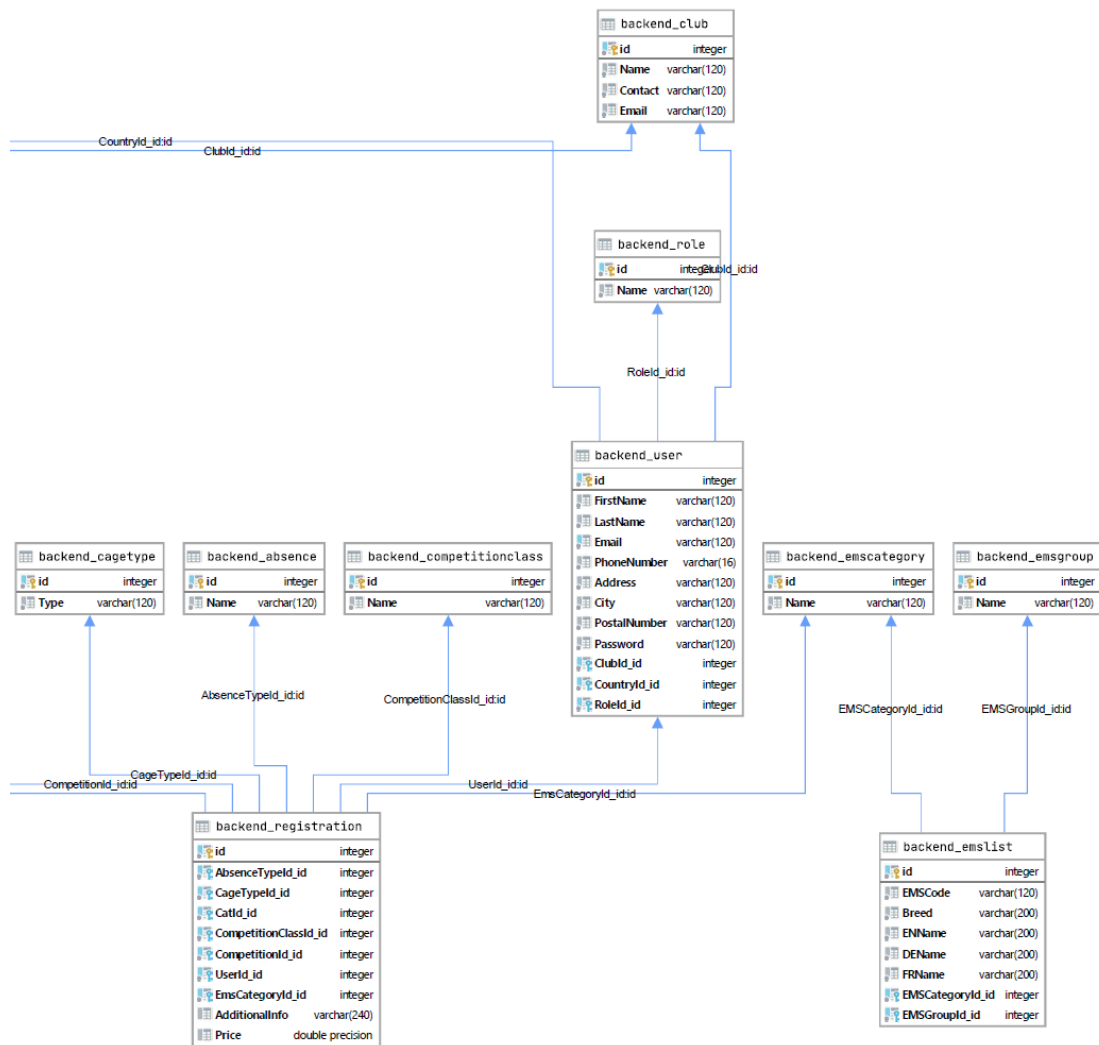 backend_club
id integer
Name varchar(120)
Contact varchar(120)
Email varchar(120)
CountryId_id:id
ClubId_id:id
backend_role
id integer
ClubId_id:id
Name varchar(120)
RoleId_id:id
backend_user
id integer
FirstName varchar(120)
LastName varchar(120)
Email varchar(120)
PhoneNumber varchar(16)
Address varchar(120)
City varchar(120)
PostalNumber varchar(120)
Password varchar(120)
ClubId_id integer
CountryId_id integer
RoleId_id integer
backend_cagetype
id integer
Type varchar(120)
backend_absence
id integer
Name varchar(120)
backend_competitionclass
id integer
Name varchar(120)
backend_emscategory
id integer
Name varchar(120)
backend_emsgroup
id integer
Name varchar(120)
AbsenceTypeId_id:id
CompetitionClassId_id:id
EMSCategoryId_id:id
EMSGroupId_id:id
CageTypeId_id:id
CompetitionId_id:id
UserId_id:id
EmsCategoryId_id:id
backend_registration
id integer
AbsenceTypeId_id integer
CageTypeId_id integer
CatId_id integer
CompetitionClassId_id integer
CompetitionId_id integer
UserId_id integer
EmsCategoryId_id integer
AdditionalInfo varchar(240)
Price double precision
backend_emslist
id integer
EMSCode varchar(120)
Breed varchar(200)
ENName varchar(200)
DEName varchar(200)
FRName varchar(200)
EMSCategoryId_id integer
EMSGroupId_id integer